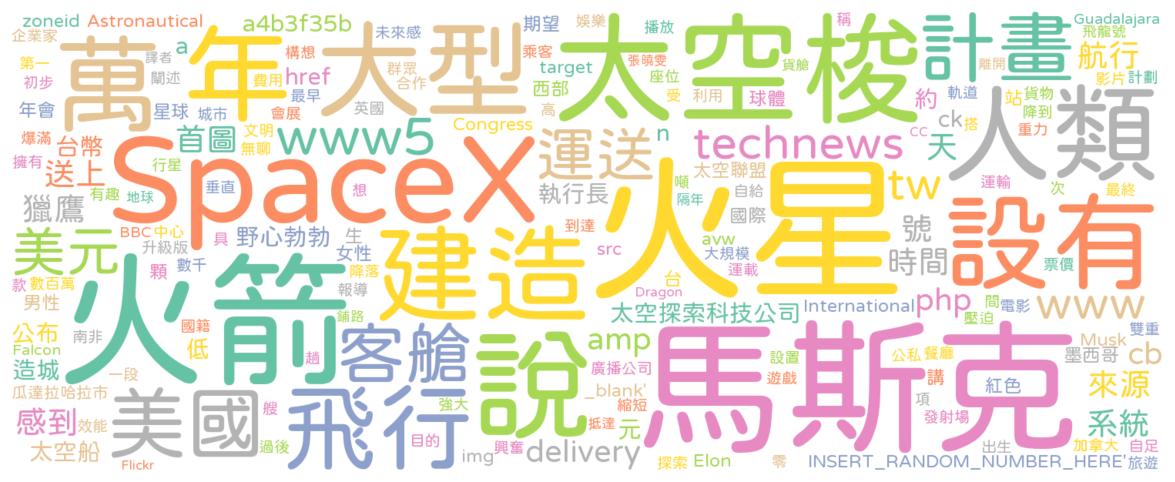 zoneid
Astronautical
a4b3f35b
未來感
期望
娛樂
播放
稱
張曉雯
Guadalajara
飛龍號
企業家
譯者
a
構想
群眾
乘客
貨艙
離開
萬
年
大型
太空梭
計畫
航行
第一
闡述
費用
href
合作
target
座位
影片
計劃
初步
最早
西部
受
利用
球體
約
軌道
站
貨物
年會
星球
城市
會展
英國
高
ck
搭
降到
爆滿
首圖
文明
www5
Congress
運送
n
technews
cc
天
重力
人類
台幣
無聊
擁有
送上
行星
SpaceX
太空聯盟
運輸
次
最終
有趣
地球
垂直
想
執行長
噸
自給
隔年
火星
tw
獵鷹
BBC
中心
具
野心勃勃
生
到達
國際
號
設有
升級版
女性
src
avw
大規模
美元
顆
數千
降落
建造
時間
票價
款
數百萬
火箭
報導
台
運載
男性
Dragon
International
php
間
電影
www
公布
南非
國籍
鋪路
客艙
說
太空探索科技公司
壓迫
雙重
Falcon
低
趙
amp
馬斯克
Musk
墨西哥
cb
造城
一段
廣播公司
設置
公私
餐廳
瓜達拉哈拉市
_blank'
遊戲
講
紅色
來源
感到
效能
艘
美國
飛行
強大
縮短
項
發射場
系統
過後
目的
抵達
元
太空船
興奮
delivery
出生
加拿大
自足
Flickr
img
探索
Elon
零
INSERT_RANDOM_NUMBER_HERE'
旅遊